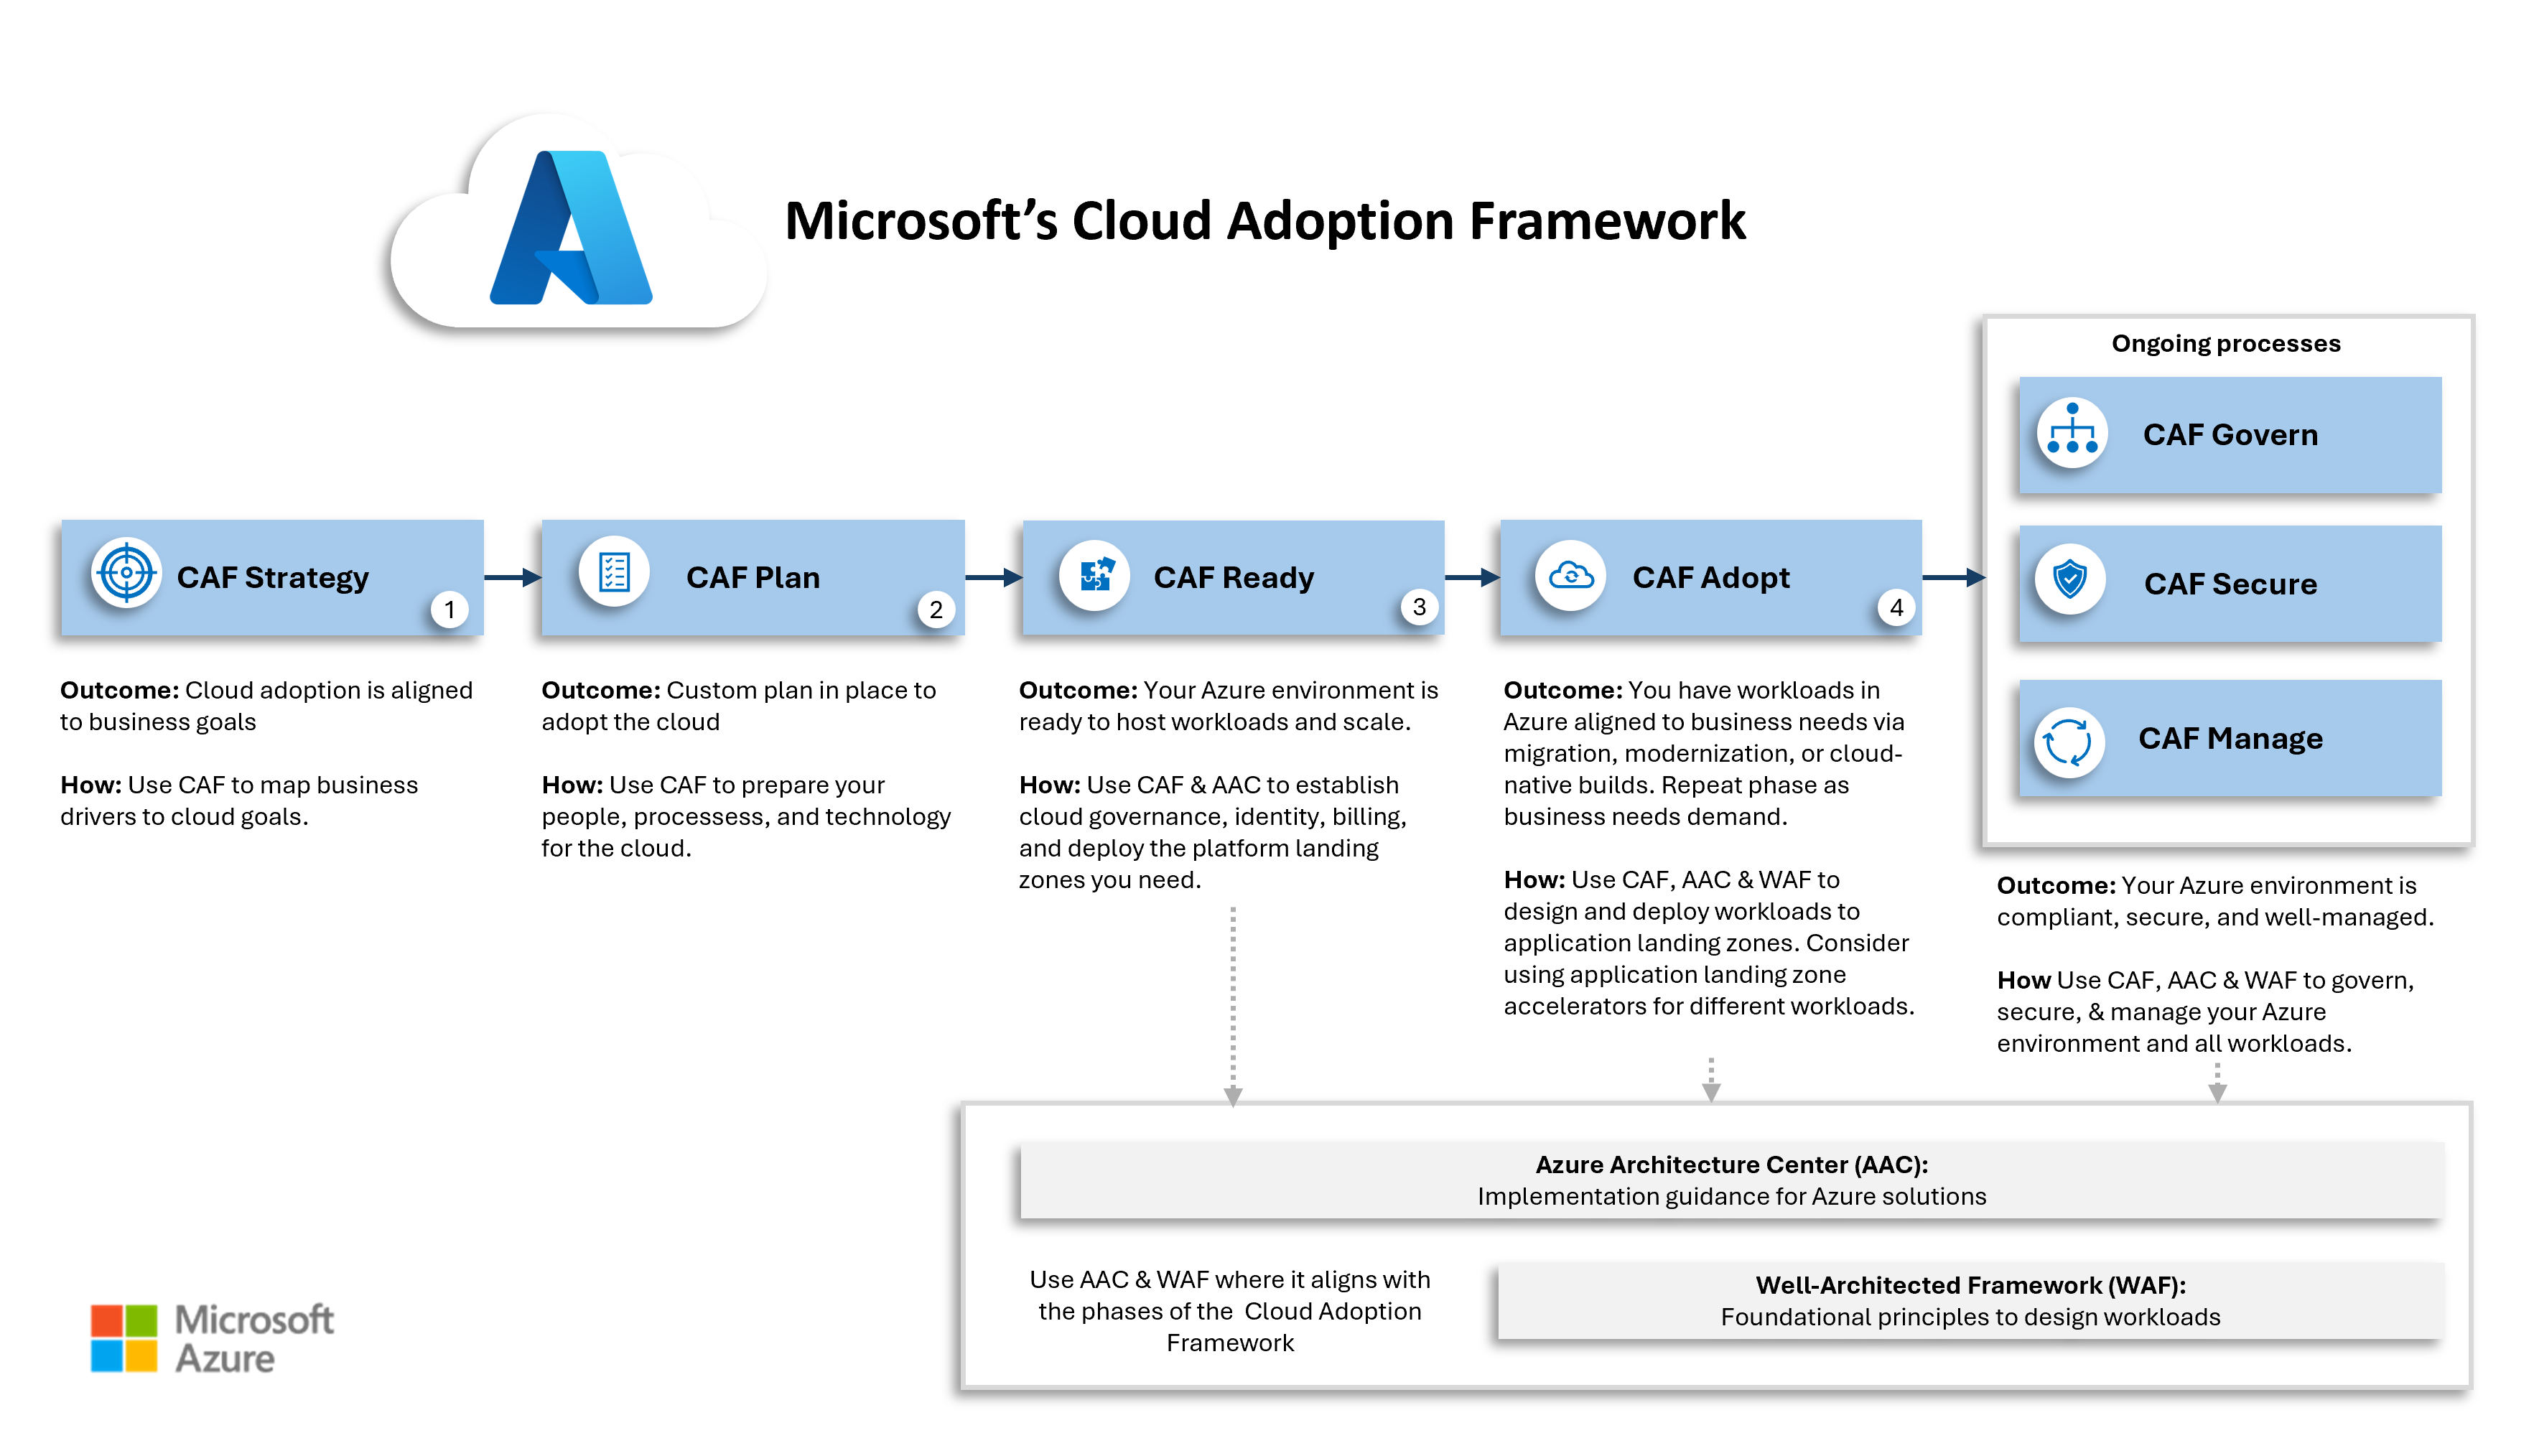 Microsoft’s Cloud Adoption Framework
Ongoing processes
CAF Govern
CAF Secure
CAF Manage
CAF Strategy
1
CAF Plan
2
CAF Ready
3
CAF Adopt
4
Outcome: Cloud adoption is aligned
to business goals
How: Use CAF to map business
drivers to cloud goals.
Outcome: Custom plan in place to
adopt the cloud
How: Use CAF to prepare your
people, processess, and technology
for the cloud.
Outcome: Your Azure environment is
ready to host workloads and scale.
How: Use CAF & AAC to establish
cloud governance, identity, billing,
and deploy the platform landing
zones you need.
Outcome: You have workloads in
Azure aligned to business needs via
migration, modernization, or cloud-
native builds. Repeat phase as
business needs demand.
How: Use CAF, AAC & WAF to
design and deploy workloads to
application landing zones. Consider
using application landing zone
accelerators for different workloads.
Outcome: Your Azure environment is
compliant, secure, and well-managed.
How Use CAF, AAC & WAF to govern,
secure, & manage your Azure
environment and all workloads.
Azure Architecture Center (AAC):
Implementation guidance for Azure solutions
Use AAC & WAF where it aligns with
the phases of the  Cloud Adoption
Framework
Well-Architected Framework (WAF):
Foundational principles to design workloads
Microsoft
Azure